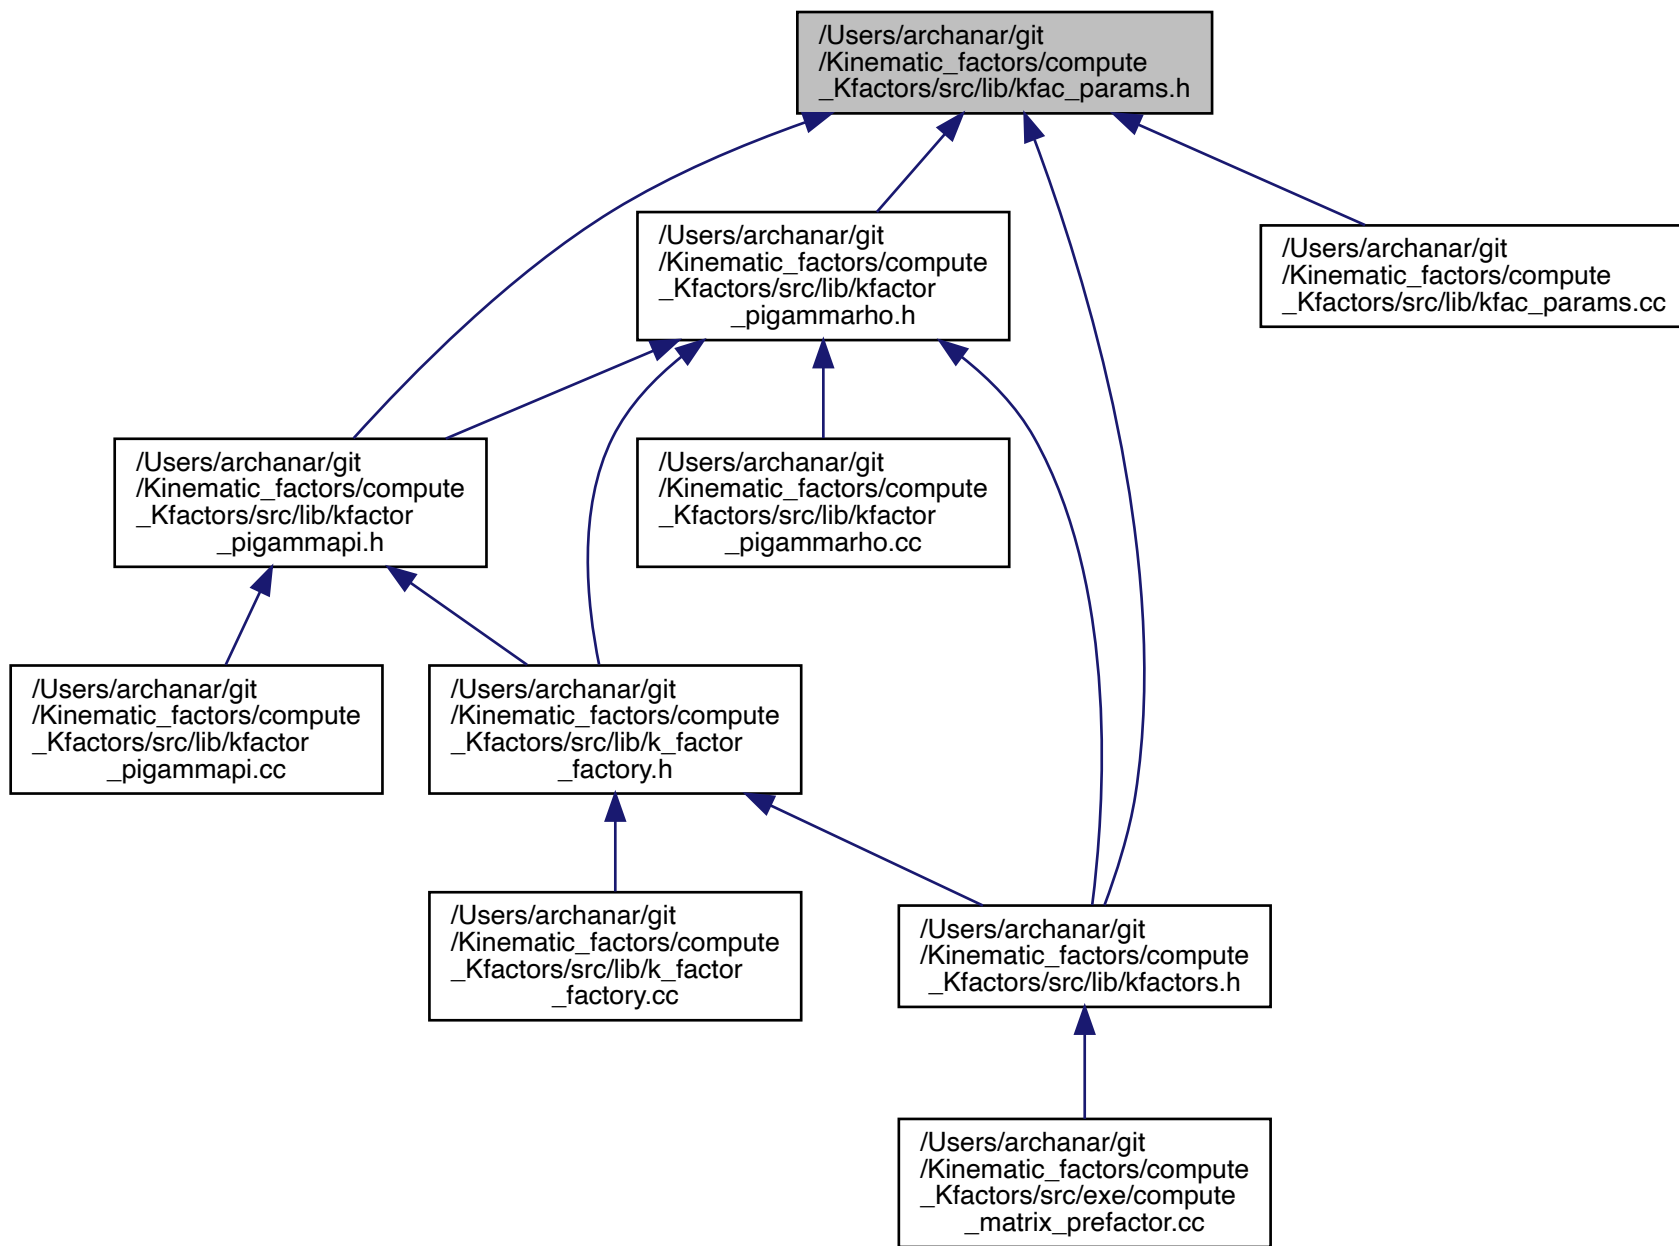 /Users/archanar/git
/Kinematic_factors/compute
_Kfactors/src/lib/kfac_params.h
/Users/archanar/git
/Kinematic_factors/compute
_Kfactors/src/lib/kfactor
_pigammarho.h
/Users/archanar/git
/Kinematic_factors/compute
_Kfactors/src/lib/kfac_params.cc
/Users/archanar/git
/Kinematic_factors/compute
_Kfactors/src/lib/kfactor
_pigammapi.h
/Users/archanar/git
/Kinematic_factors/compute
_Kfactors/src/lib/kfactor
_pigammarho.cc
/Users/archanar/git
/Kinematic_factors/compute
_Kfactors/src/lib/kfactor
_pigammapi.cc
/Users/archanar/git
/Kinematic_factors/compute
_Kfactors/src/lib/k_factor
_factory.h
/Users/archanar/git
/Kinematic_factors/compute
_Kfactors/src/lib/k_factor
_factory.cc
/Users/archanar/git
/Kinematic_factors/compute
_Kfactors/src/lib/kfactors.h
/Users/archanar/git
/Kinematic_factors/compute
_Kfactors/src/exe/compute
_matrix_prefactor.cc